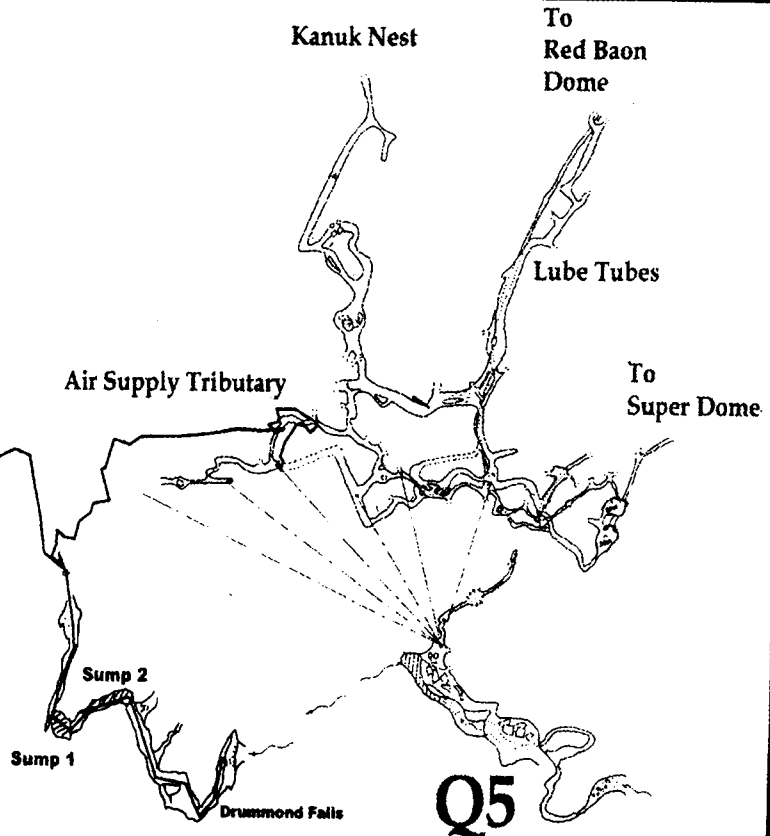 To
Red Baon
Dome
Kanuk Nest
Lube Tubes
Air Supply Tributary
To
Super Dome
Sump 2
Sump 1
Drummond Falls
Q5